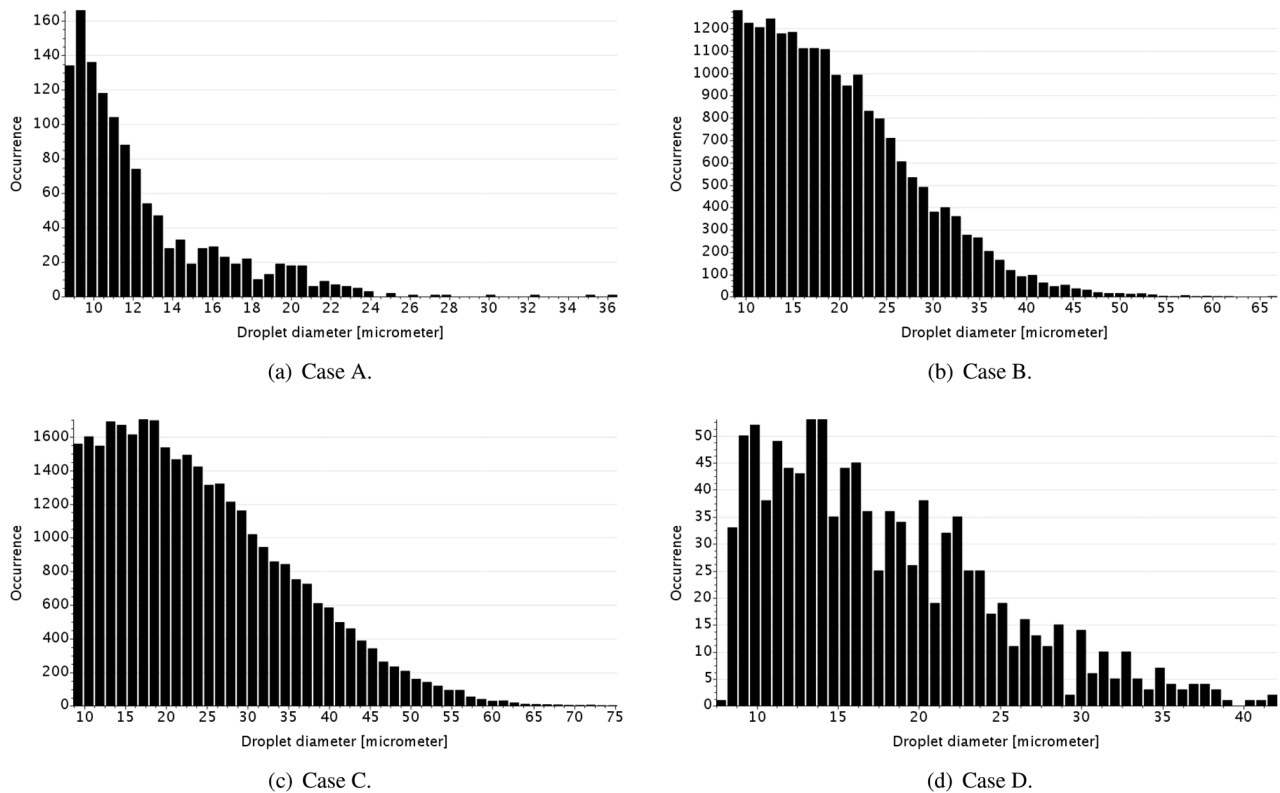 160
140
120
100
80
60
40
20
0
Occurrence
10 12 14 16 18 20 22 24 26 28 30 32 34 36
Droplet diameter [micrometer]
(a) Case A.
1200
1100
1000
900
800
700
600
500
400
300
200
100
0
Occurrence
10 15 20 25 30 35 40 45 50 55 60 65
Droplet diameter [micrometer]
(b) Case B.
1600
1400
1200
1000
800
600
400
200
0
Occurrence
10 15 20 25 30 35 40 45 50 55 60 65 70 75
Droplet diameter [micrometer]
(c) Case C.
50
45
40
35
30
25
20
15
10
5
0
Occurrence
10 15 20 25 30 35 40
Droplet diameter [micrometer]
(d) Case D.